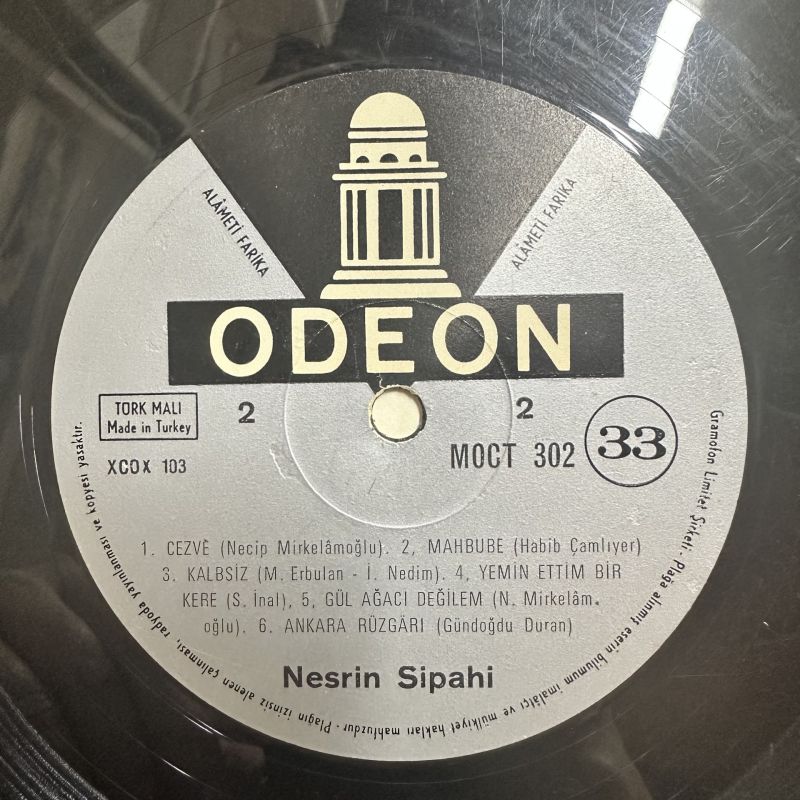 ALÂMETİ FARİKA
ALÂMETİ FARİKA
ODEON
TÜRK MALI
Made in Turkey
2
2
XCOX 103
MOCT 302
33
1. CEZVÈ (Necip Mirkelâmoğlu). 2, MAHBUBE (Habib Çamlıyer)
3. KALBSİZ (M. Erbulan - İ. Nedim). 4, YEMİN ETTİM BİR
KERE (S. İnal), 5, GÜL AĞACI DEĞİLEM (N. Mirkelâm.
oğlu). 6. ANKARA RÜZGÂRI (Gündoğdu Duran)
Nesrin Sipahi
Gramofon Limitet Şirketi - Plağa alınmış eserin bilumum imalâtçı ve mülkiyet hakları mahfuzdur - Plağın izinsiz alenen çalınması, radyoda yayınlanması ve kopyesi yasaktır.